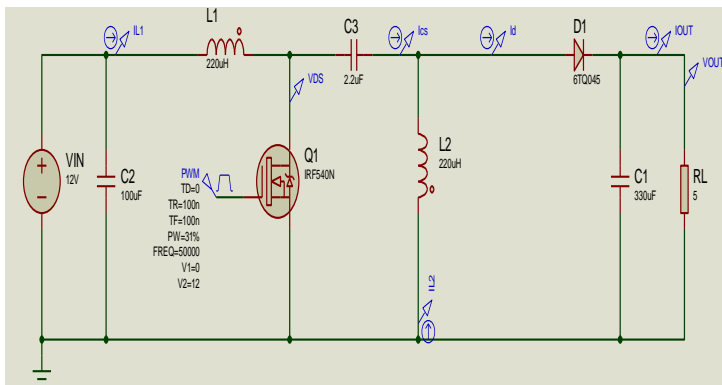 L1
IL1
220uH
C3
2.2uF
Ics
Id
D1
6TQ045
IOUT
VOUT
VDS
VIN
12V
C2
100uF
PWM
TD=0
TR=100n
TF=100n
PW=31%
FREQ=50000
V1=0
V2=12
Q1
IRF540N
L2
220uH
C1
330uF
RL
5
IL2